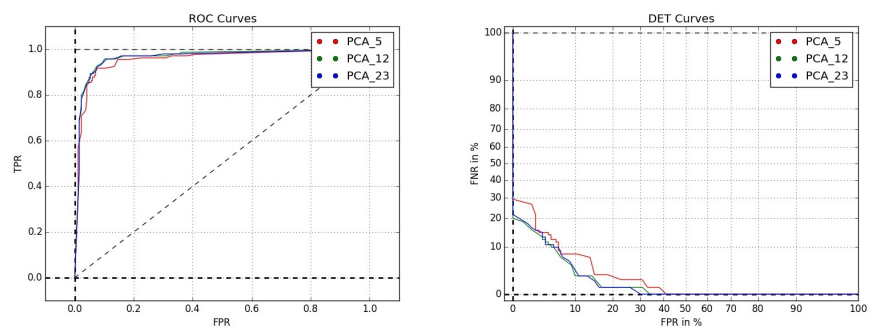 ROC Curves
1.0
0.8
0.6
0.4
0.2
0.0
TPR
0.0 0.2 0.4 0.6 0.8 1.0
FPR
PCA_5
PCA_12
PCA_23
DET Curves
100
90
80
70
60
50
40
30
20
10
0
FNR in %
0 10 20 30 40 50 60 70 80 90 100
FPR in %
PCA_5
PCA_12
PCA_23